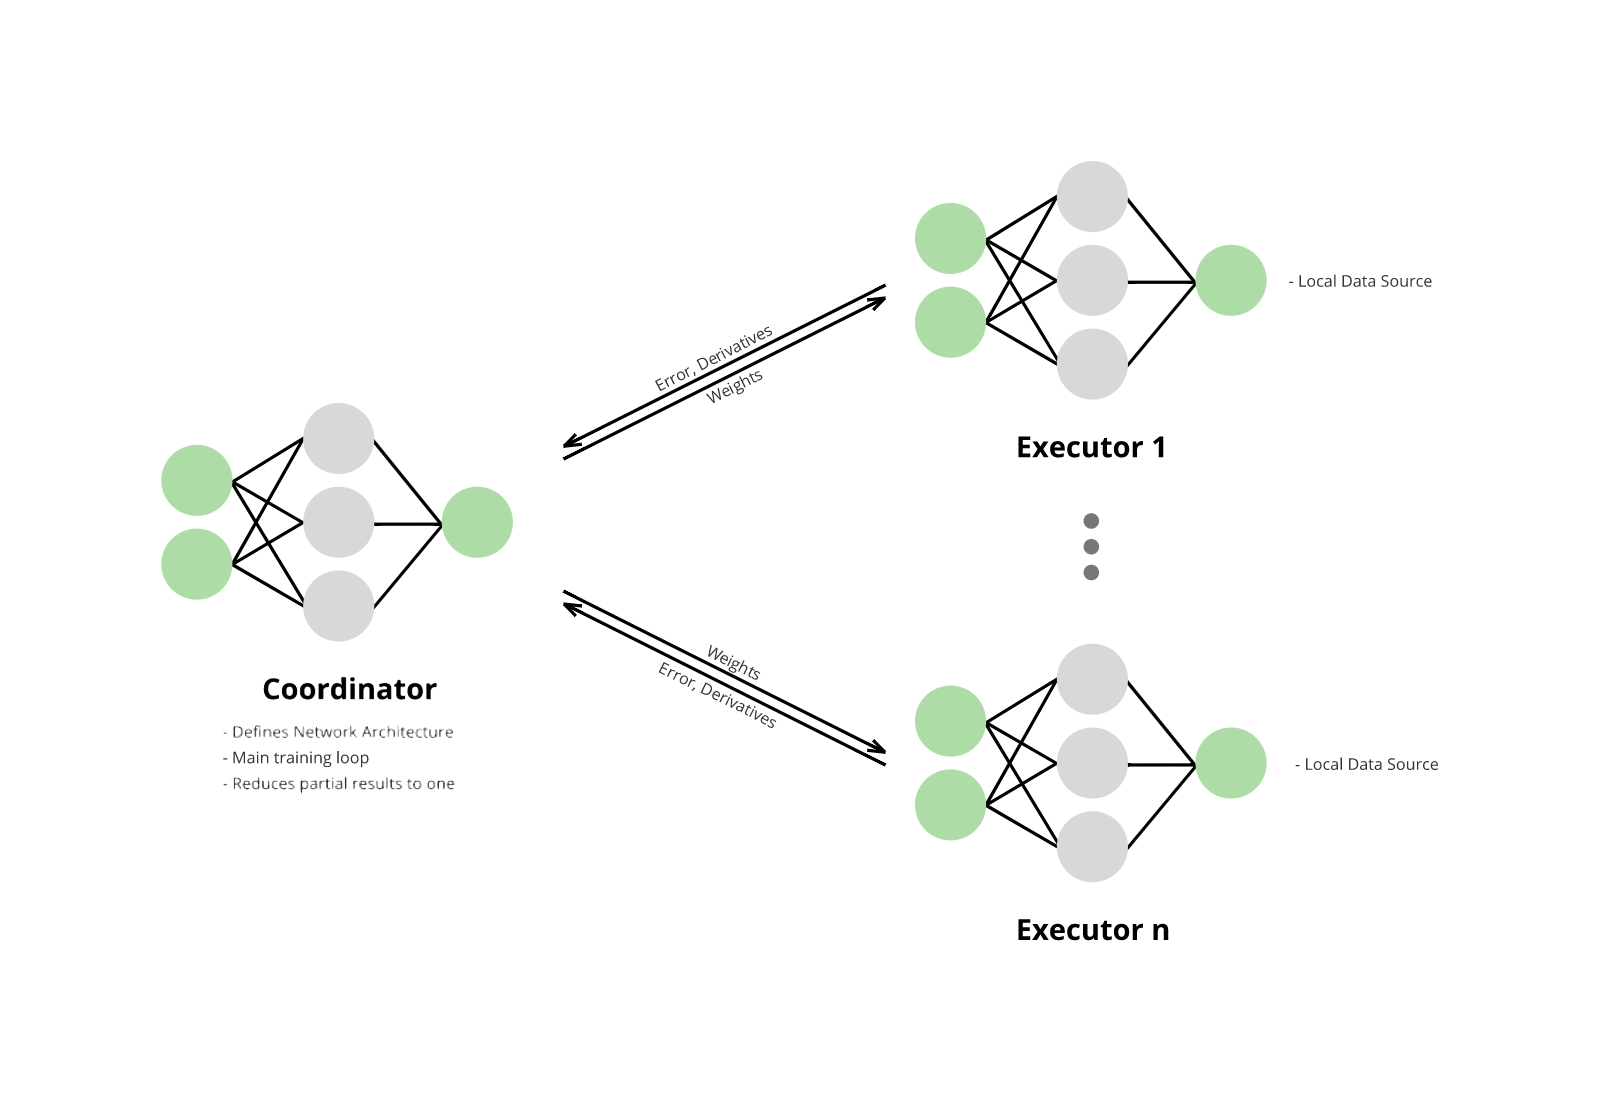 - Local Data Source
Error, Derivatives
Weights
Executor 1
Coordinator
- Defines Network Architecture
- Main training loop
- Reduces partial results to one
Weights
Error, Derivatives
- Local Data Source
Executor n